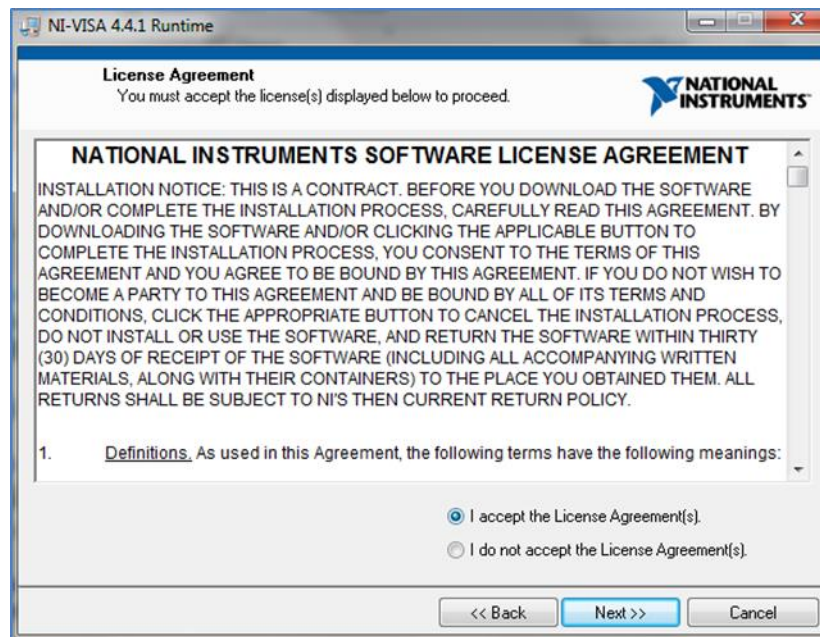 NI-VISA 4.4.1 Runtime
License Agreement
You must accept the license(s) displayed below to proceed.
NATIONAL
INSTRUMENTS™
NATIONAL INSTRUMENTS SOFTWARE LICENSE AGREEMENT
INSTALLATION NOTICE: THIS IS A CONTRACT. BEFORE YOU DOWNLOAD THE SOFTWARE
AND/OR COMPLETE THE INSTALLATION PROCESS, CAREFULLY READ THIS AGREEMENT. BY
DOWNLOADING THE SOFTWARE AND/OR CLICKING THE APPLICABLE BUTTON TO
COMPLETE THE INSTALLATION PROCESS, YOU CONSENT TO THE TERMS OF THIS
AGREEMENT AND YOU AGREE TO BE BOUND BY THIS AGREEMENT. IF YOU DO NOT WISH TO
BECOME A PARTY TO THIS AGREEMENT AND BE BOUND BY ALL OF ITS TERMS AND
CONDITIONS, CLICK THE APPROPRIATE BUTTON TO CANCEL THE INSTALLATION PROCESS,
DO NOT INSTALL OR USE THE SOFTWARE, AND RETURN THE SOFTWARE WITHIN THIRTY
(30) DAYS OF RECEIPT OF THE SOFTWARE (INCLUDING ALL ACCOMPANYING WRITTEN
MATERIALS, ALONG WITH THEIR CONTAINERS) TO THE PLACE YOU OBTAINED THEM. ALL
RETURNS SHALL BE SUBJECT TO NI'S THEN CURRENT RETURN POLICY.
1. Definitions. As used in this Agreement, the following terms have the following meanings:
I accept the License Agreement(s).
I do not accept the License Agreement(s).
<< Back Next >> Cancel